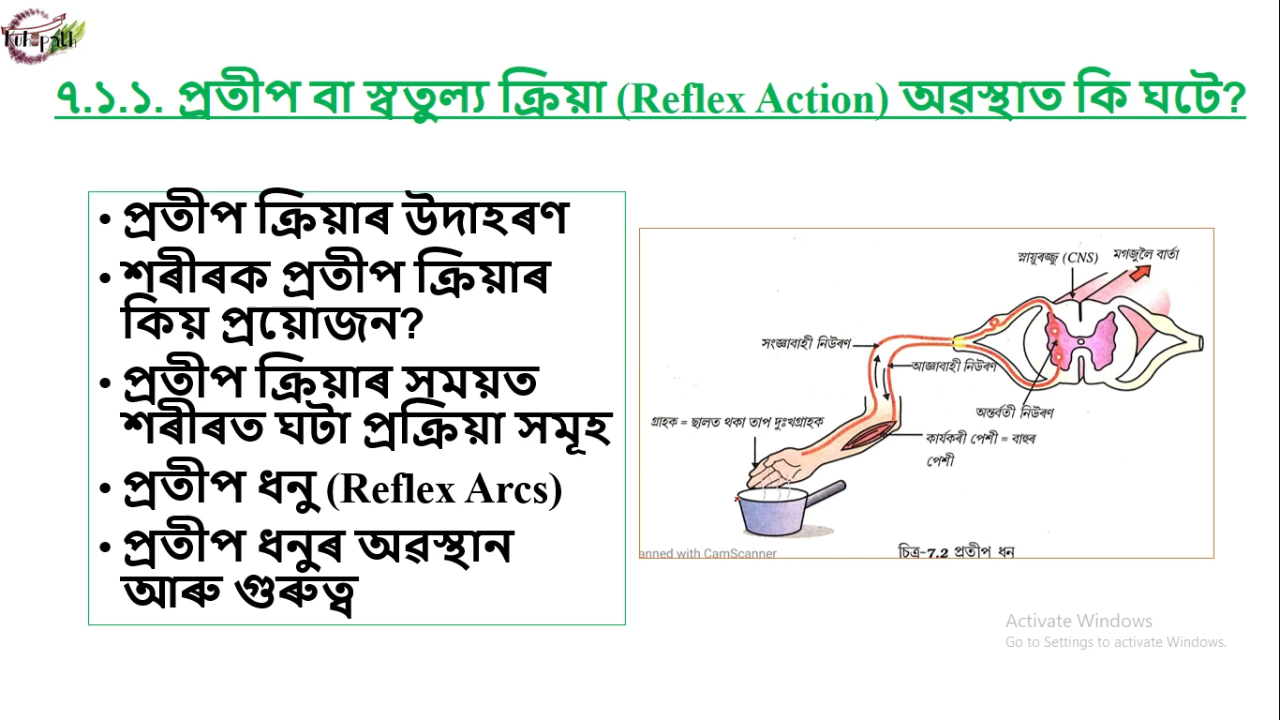 Kuhipath
৭.১.১. প্ৰতীপ বা স্বতুল্য ক্ৰিয়া (Reflex Action) অৱস্থাত কি ঘটে?
• প্ৰতীপ ক্ৰিয়াৰ উদাহৰণ
• শৰীৰক প্ৰতীপ ক্ৰিয়াৰ
কিয় প্ৰয়োজন?
• প্ৰতীপ ক্ৰিয়াৰ সময়ত
শৰীৰত ঘটা প্ৰক্ৰিয়া সমূহ
• প্ৰতীপ ধনু (Reflex Arcs)
• প্ৰতীপ ধনুৰ অৱস্থান
আৰু গুৰুত্ব
স্নায়ুৰজ্জু (CNS)
মগজুলৈ বাৰ্তা
সংজ্ঞাবাহী নিউৰণ
আজ্ঞাবাহী নিউৰণ
অন্তৰ্বৰ্তী নিউৰণ
গ্ৰাহক = ছালত থকা তাপ দুঃখগ্ৰাহক
কাৰ্যকৰী পেশী = বাহুৰ
পেশী
anned with CamScanner
চিত্ৰ-7.2 প্ৰতীপ ধনু
Activate Windows
Go to Settings to activate Windows.